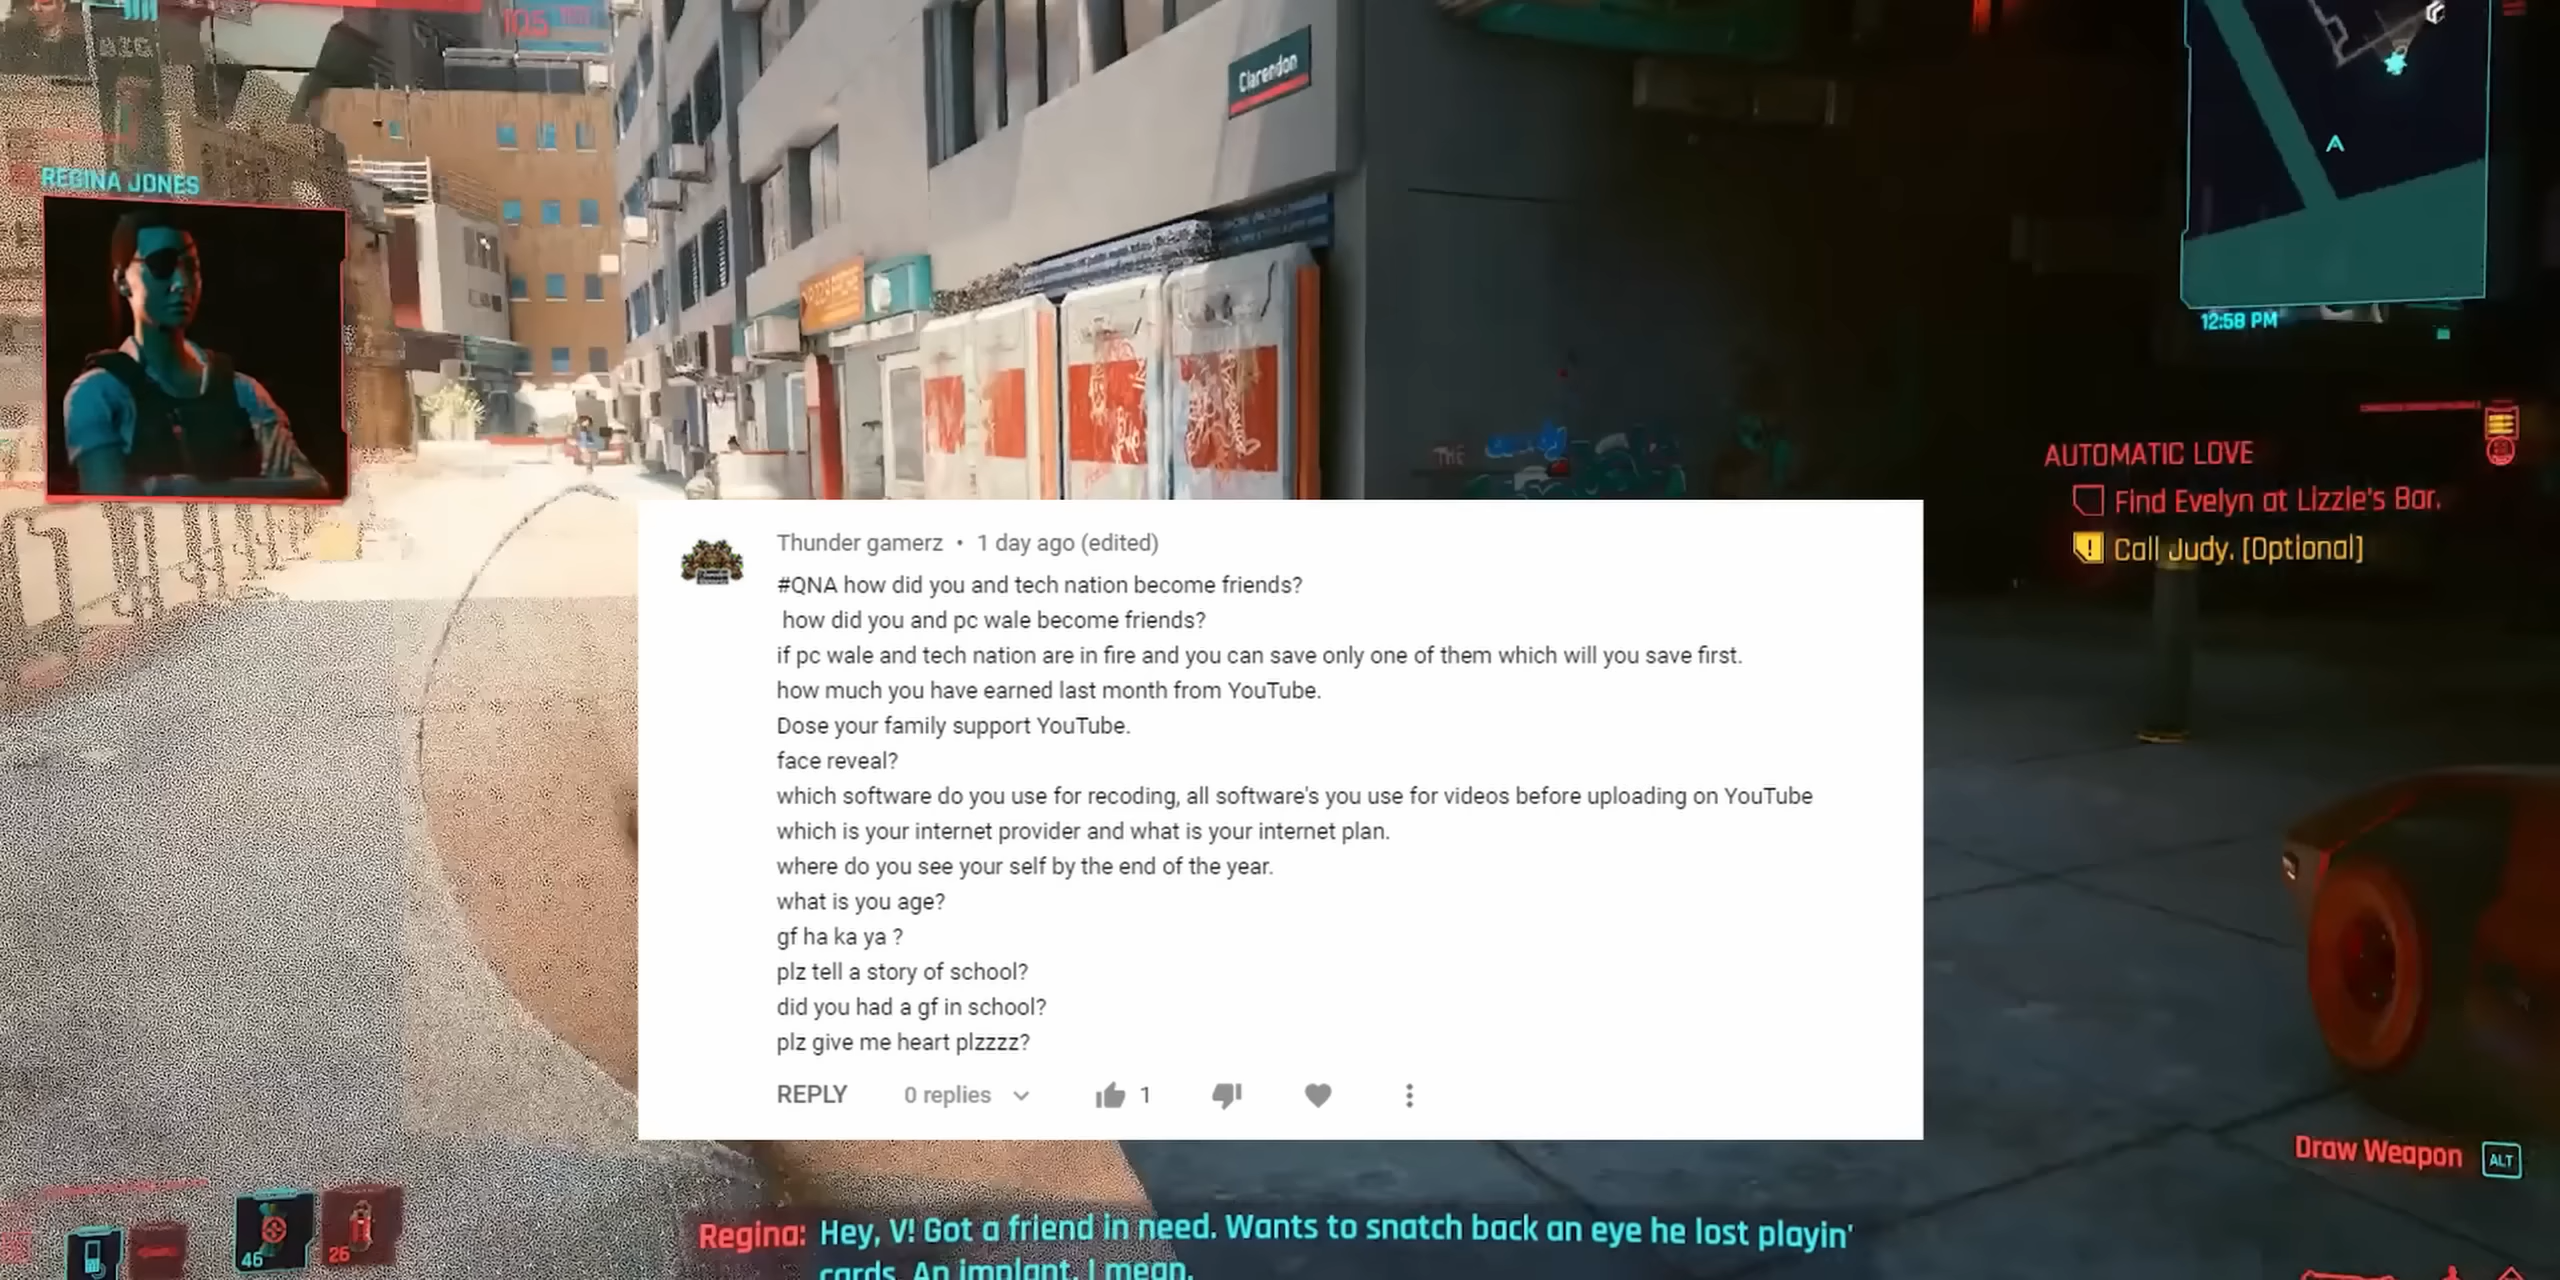 REGINA JONES
Clarendon
12:58 PM
AUTOMATIC LOVE
Find Evelyn at Lizzie's Bar.
Call Judy. [Optional]
THE
Thunder gamerz • 1 day ago (edited)
#QNA how did you and tech nation become friends?
how did you and pc wale become friends?
if pc wale and tech nation are in fire and you can save only one of them which will you save first.
how much you have earned last month from YouTube.
Dose your family support YouTube.
face reveal?
which software do you use for recoding, all software's you use for videos before uploading on YouTube
which is your internet provider and what is your internet plan.
where do you see your self by the end of the year.
what is you age?
gf ha ka ya ?
plz tell a story of school?
did you had a gf in school?
plz give me heart plzzzz?
REPLY 0 replies 1
Draw Weapon ALT
46 26
Regina: Hey, V! Got a friend in need. Wants to snatch back an eye he lost playin'
cards. An implant, I mean.